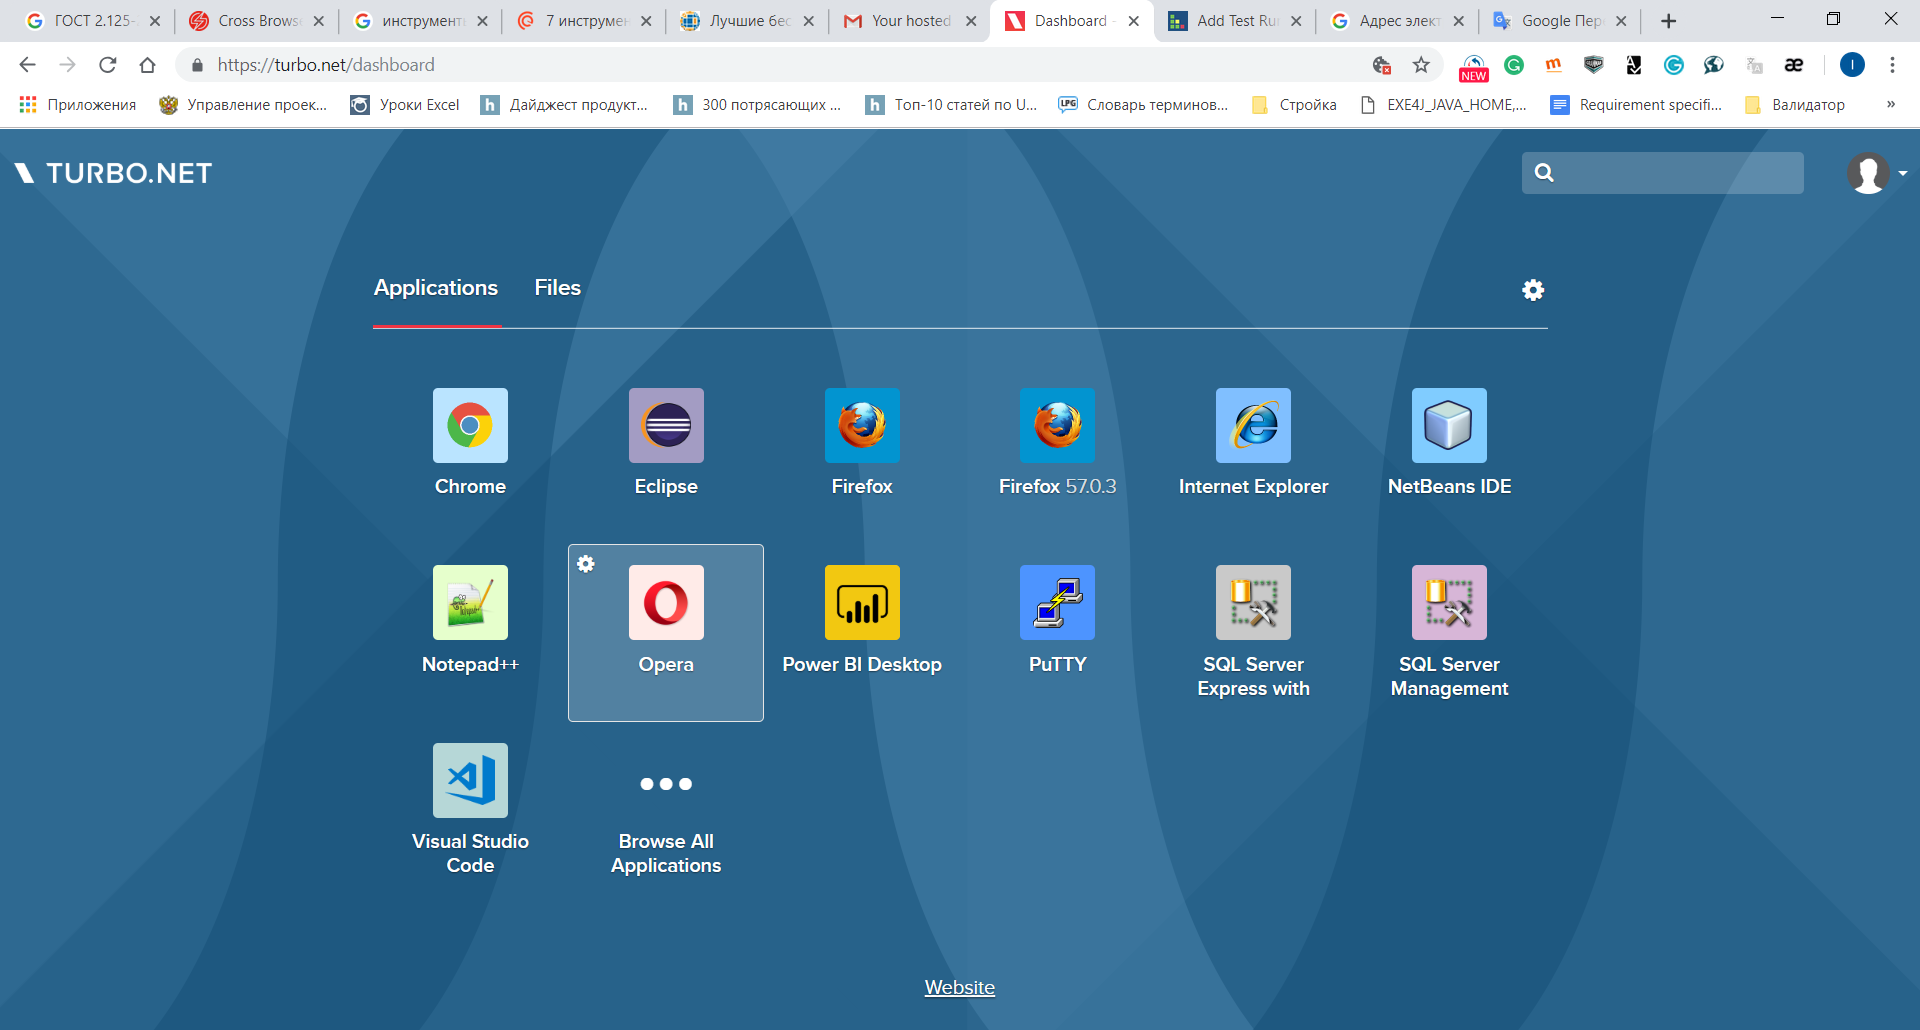 ГОСТ 2.125-
Cross Brows
инструменты
7 инструмен
Лучшие бес
Your hosted
Dashboard -
Add Test Ru
Адрес элект
Google Пер
https://turbo.net/dashboard
NEW
Приложения
Управление проек...
Уроки Excel
Дайджест продукт...
300 потрясающих ...
Топ-10 статей по U...
Словарь терминов...
Стройка
EXE4J_JAVA_HOME,...
Requirement specifi...
Валидатор
»
TURBO.NET
Applications
Files
Chrome
Eclipse
Firefox
Firefox 57.0.3
Internet Explorer
NetBeans IDE
Notepad++
Opera
Power BI Desktop
PuTTY
SQL Server
Express with
SQL Server
Management
Visual Studio
Code
Browse All
Applications
Website